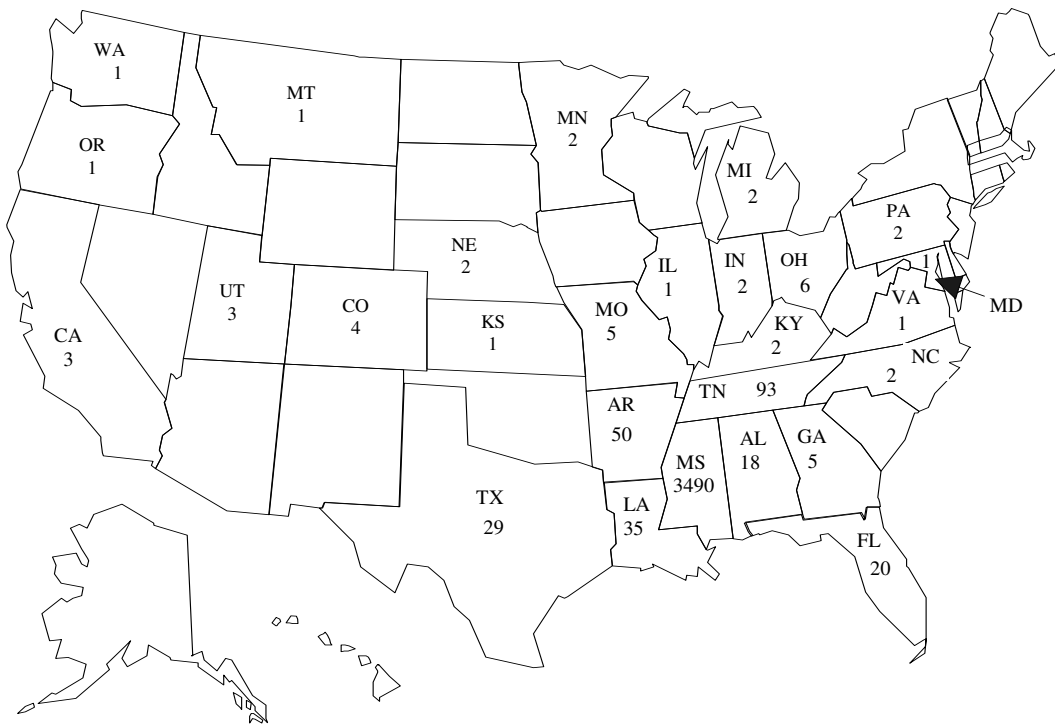 WA
1
MT
1
OR
1
MN
2
MI
2
PA
2
NE
2
IL
1
IN
2
OH
6
1
MD
UT
3
CO
4
KS
1
MO
5
KY
2
VA
1
CA
3
NC
2
TN 93
AR
50
MS
3490
AL
18
GA
5
TX
29
LA
35
FL
20